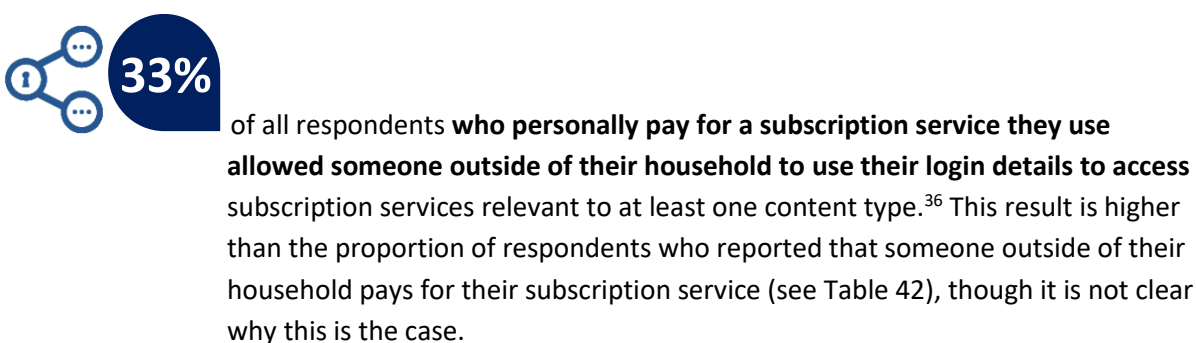 33%
of all respondents who personally pay for a subscription service they use
allowed someone outside of their household to use their login details to access
subscription services relevant to at least one content type.36 This result is higher
than the proportion of respondents who reported that someone outside of their
household pays for their subscription service (see Table 42), though it is not clear
why this is the case.